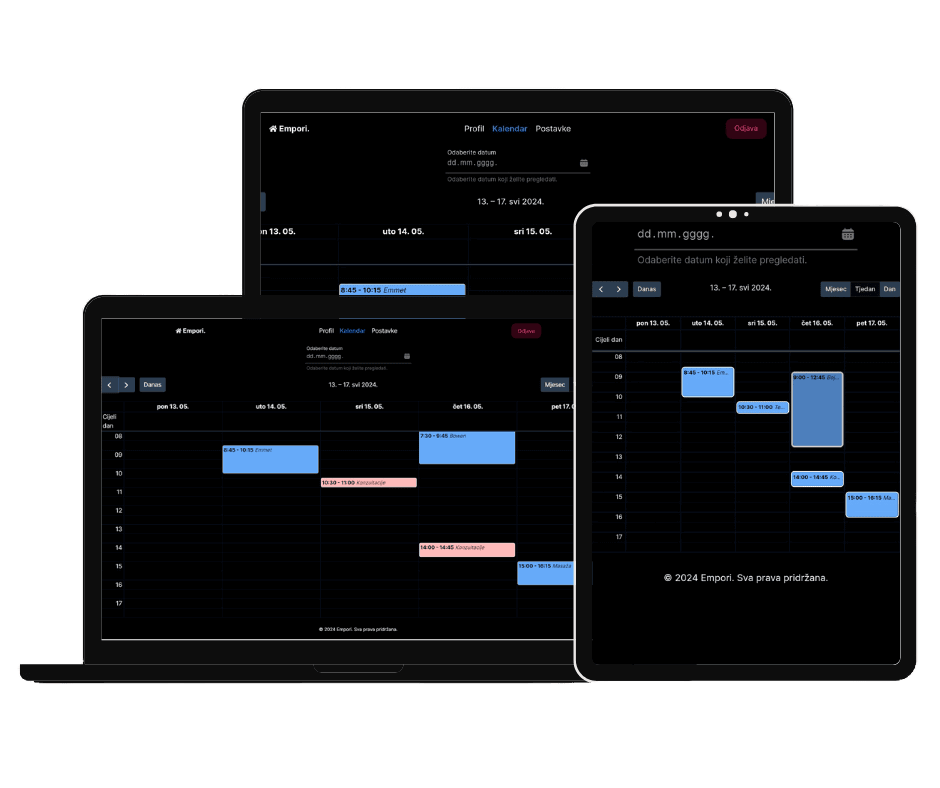 Empori.
Profil Kalendar Postavke
Odjava
Odaberite datum
dd.mm.gggg.
Odaberite datum koji želite pregledati.
13. – 17. svi 2024.
n 13. 05. uto 14. 05. sri 15. 05.
8:45 - 10:15 Emmet
Empori.
Profil Kalendar Postavke
Odjava
Odaberite datum
dd.mm.gggg.
Odaberite datum koji želite pregledati.
Danas
13. – 17. svi 2024.
Mjesec
pon 13. 05. uto 14. 05. sri 15. 05. čet 16. 05. pet 17.
Cijeli
dan
08
7:30 - 9:45 Bowen
09
8:45 - 10:15 Emmet
10
10:30 - 11:00 Konzultacije
11
12
13
14
14:00 - 14:45 Konzultacije
15
15:00 - 16:15 Masaža
16
17
© 2024 Empori. Sva prava pridržana.
dd.mm.gggg.
Odaberite datum koji želite pregledati.
Danas
13. – 17. svi 2024.
Mjesec Tjedan Dan
pon 13. 05. uto 14. 05. sri 15. 05. čet 16. 05. pet 17. 05.
Cijeli dan
08
8:45 - 10:15 Em...
09
10
10:30 - 11:00
11
12
13
14
14:00 - 14:45 Ko...
15
15:00 - 16:15 Ma...
16
17
© 2024 Empori. Sva prava pridržana.